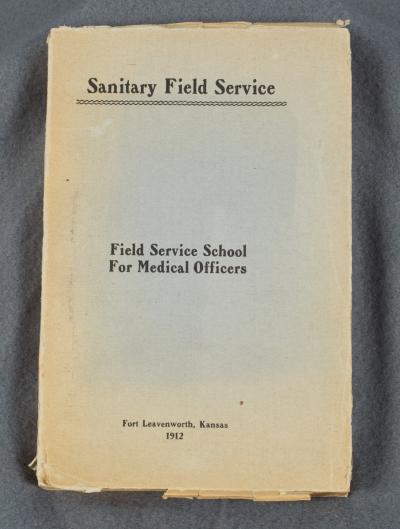 Sanitary Field Service
Field Service School
For Medical Officers
Fort Leavenworth, Kansas
1912